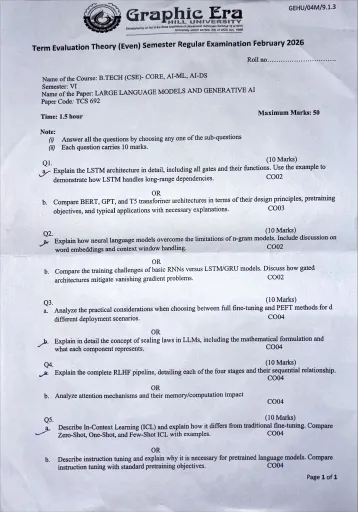 GEHU/04M/9.1.3
Graphic Era
HILL UNIVERSITY
Term Evaluation Theory (Even) Semester Regular Examination February 2026
Roll no.........................
Name of the Course: B.TECH (CSE)- CORE, AI-ML, AI-DS
Semester: VI
Name of the Paper: LARGE LANGUAGE MODELS AND GENERATIVE AI
Paper Code: TCS 692
Time: 1.5 hour
Maximum Marks: 50
Note:
(i) Answer all the questions by choosing any one of the sub-questions
(ii) Each question carries 10 marks.
Q1.
(10 Marks)
a. Explain the LSTM architecture in detail, including all gates and their functions. Use the example to
demonstrate how LSTM handles long-range dependencies. CO02
OR
b. Compare BERT, GPT, and T5 transformer architectures in terms of their design principles, pretraining
objectives, and typical applications with necessary explanations. CO03
Q2.
(10 Marks)
a. Explain how neural language models overcome the limitations of n-gram models. Include discussion on
word embeddings and context window handling. CO02
OR
b. Compare the training challenges of basic RNNs versus LSTM/GRU models. Discuss how gated
architectures mitigate vanishing gradient problems. CO02
Q3.
(10 Marks)
a. Analyze the practical considerations when choosing between full fine-tuning and PEFT methods for d
different deployment scenarios. CO04
OR
b. Explain in detail the concept of scaling laws in LLMs, including the mathematical formulation and
what each component represents. CO04
Q4.
(10 Marks)
a. Explain the complete RLHF pipeline, detailing each of the four stages and their sequential relationship.
CO04
OR
b. Analyze attention mechanisms and their memory/computation impact
CO04
Q5.
(10 Marks)
a. Describe In-Context Learning (ICL) and explain how it differs from traditional fine-tuning. Compare
Zero-Shot, One-Shot, and Few-Shot ICL with examples. CO04
OR
b. Describe instruction tuning and explain why it is necessary for pretrained language models. Compare
instruction tuning with standard pretraining objectives. CO04
Page 1 of 1